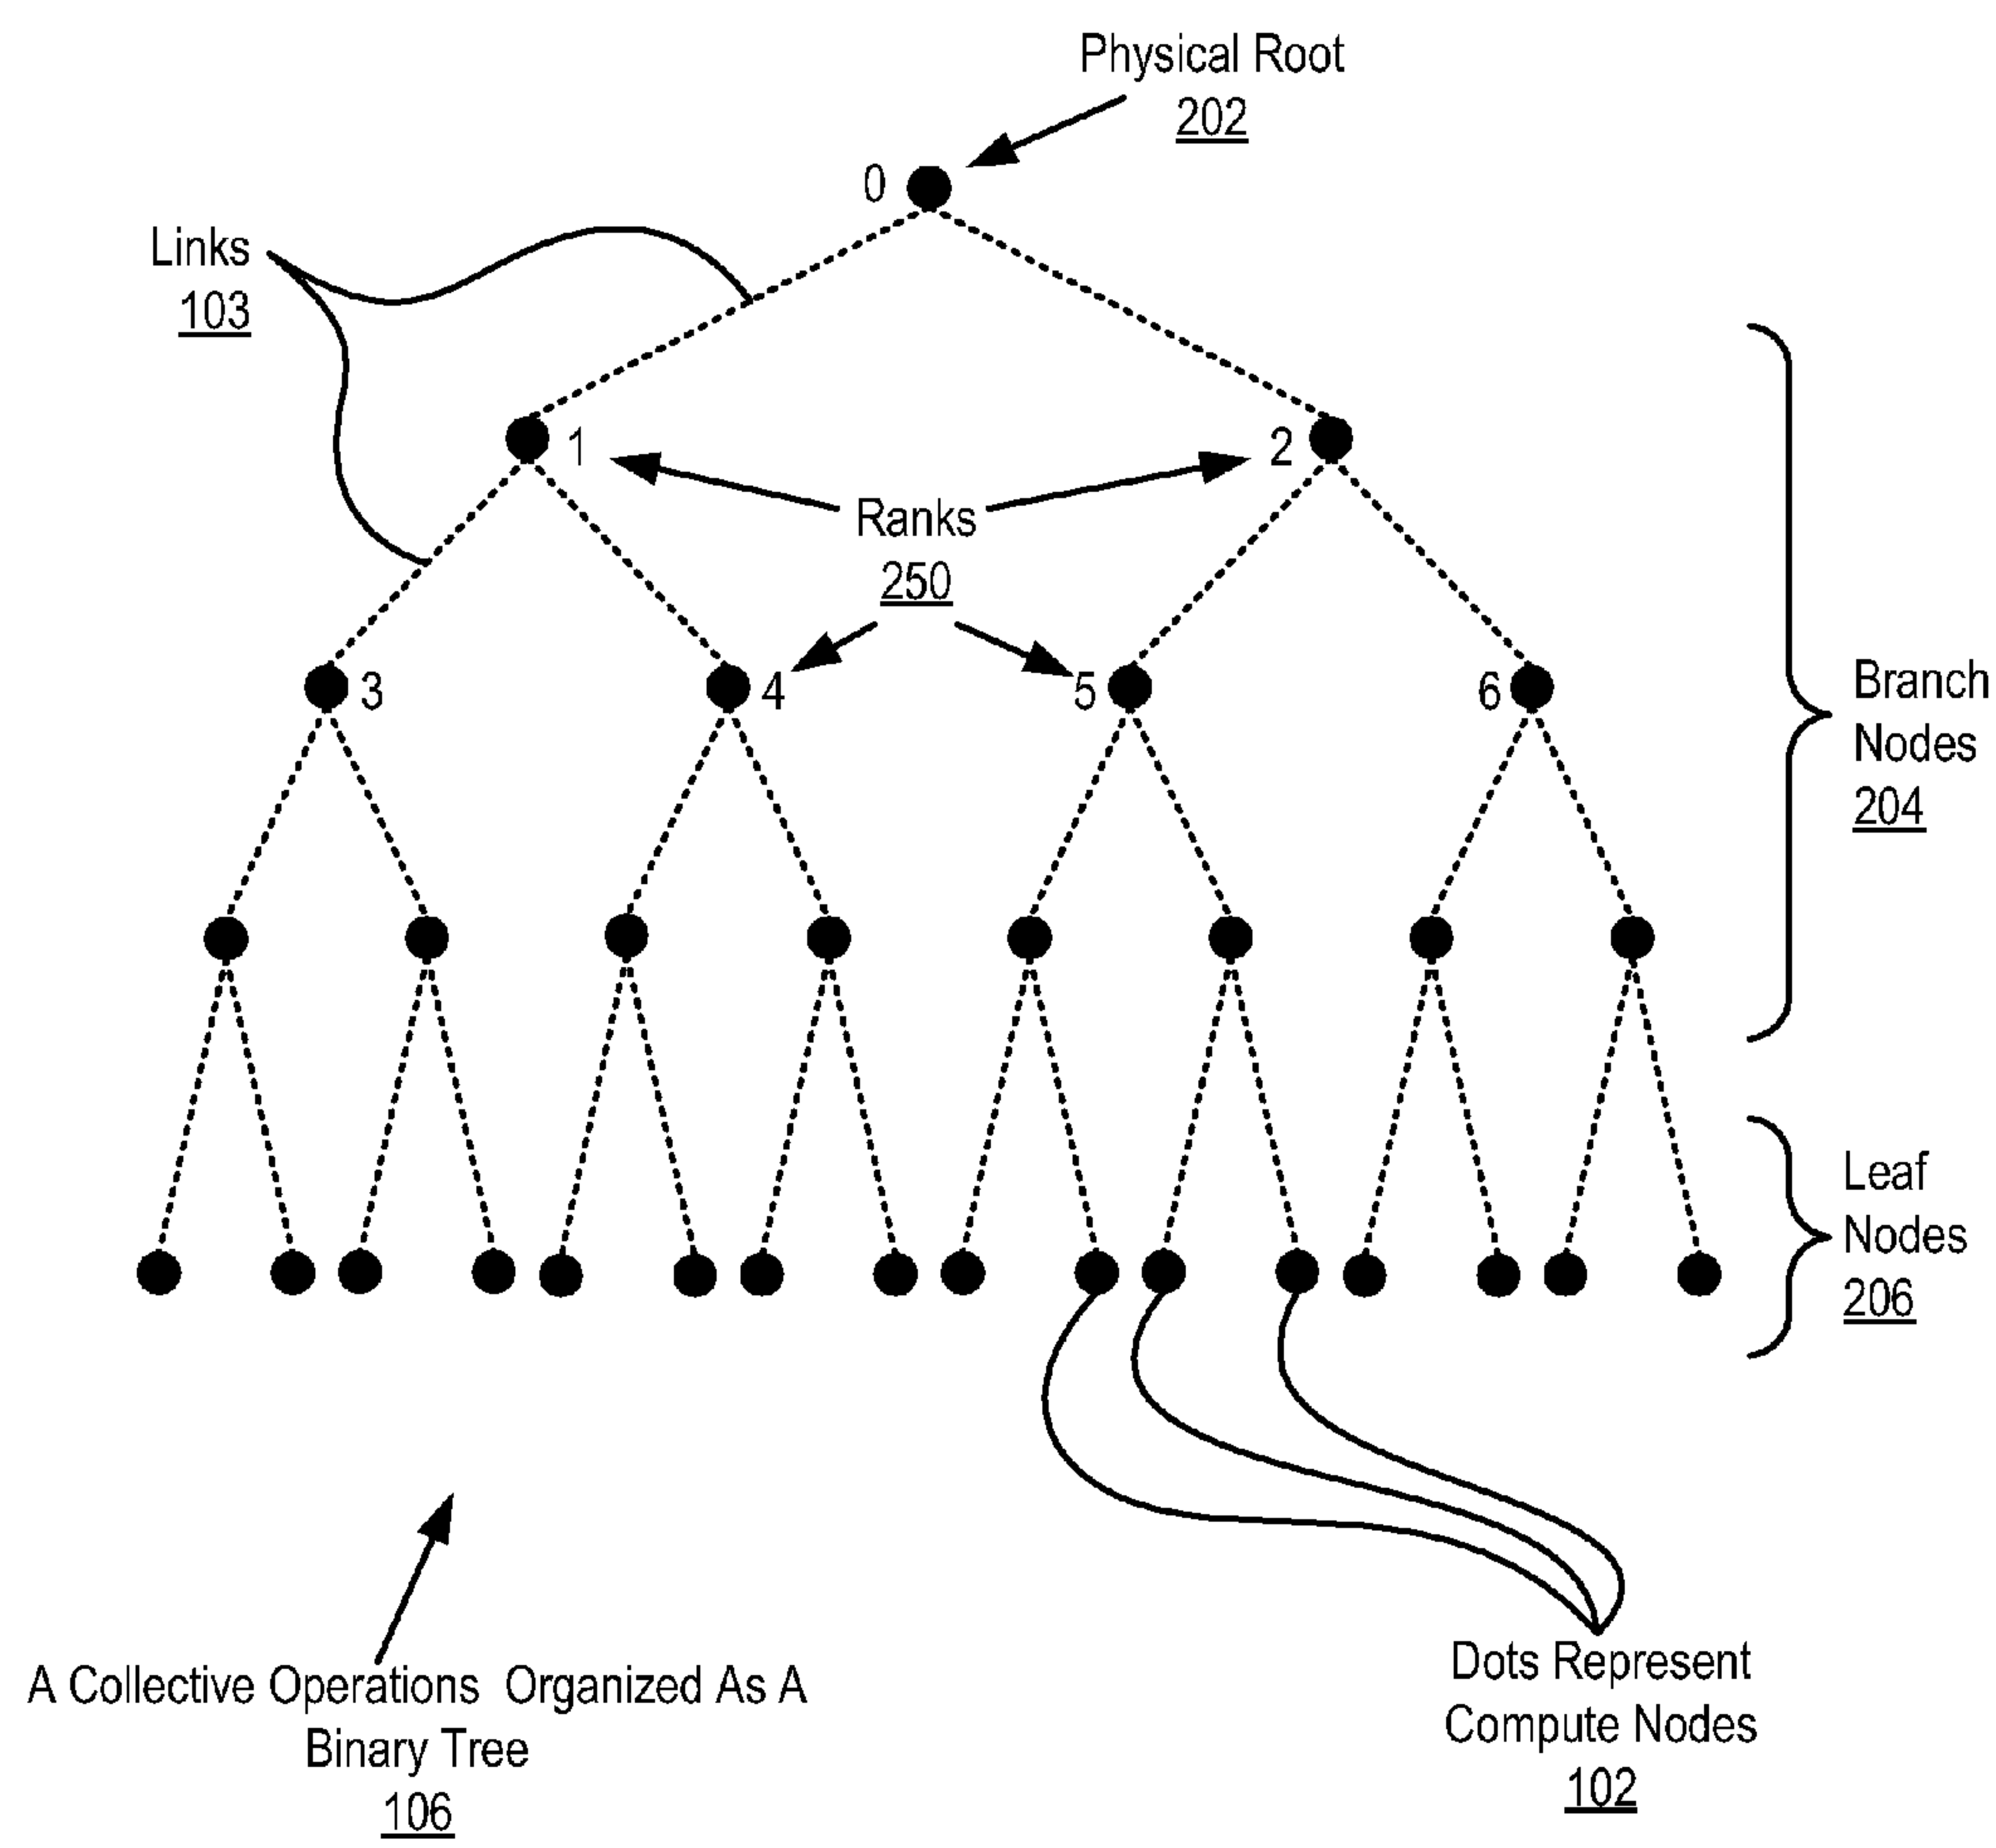 Physical Root
202
0
Links
103
1
2
Ranks
250
3
4
5
6
Branch
Nodes
204
Leaf
Nodes
206
A Collective Operations Organized As A
Binary Tree
106
Dots Represent
Compute Nodes
102